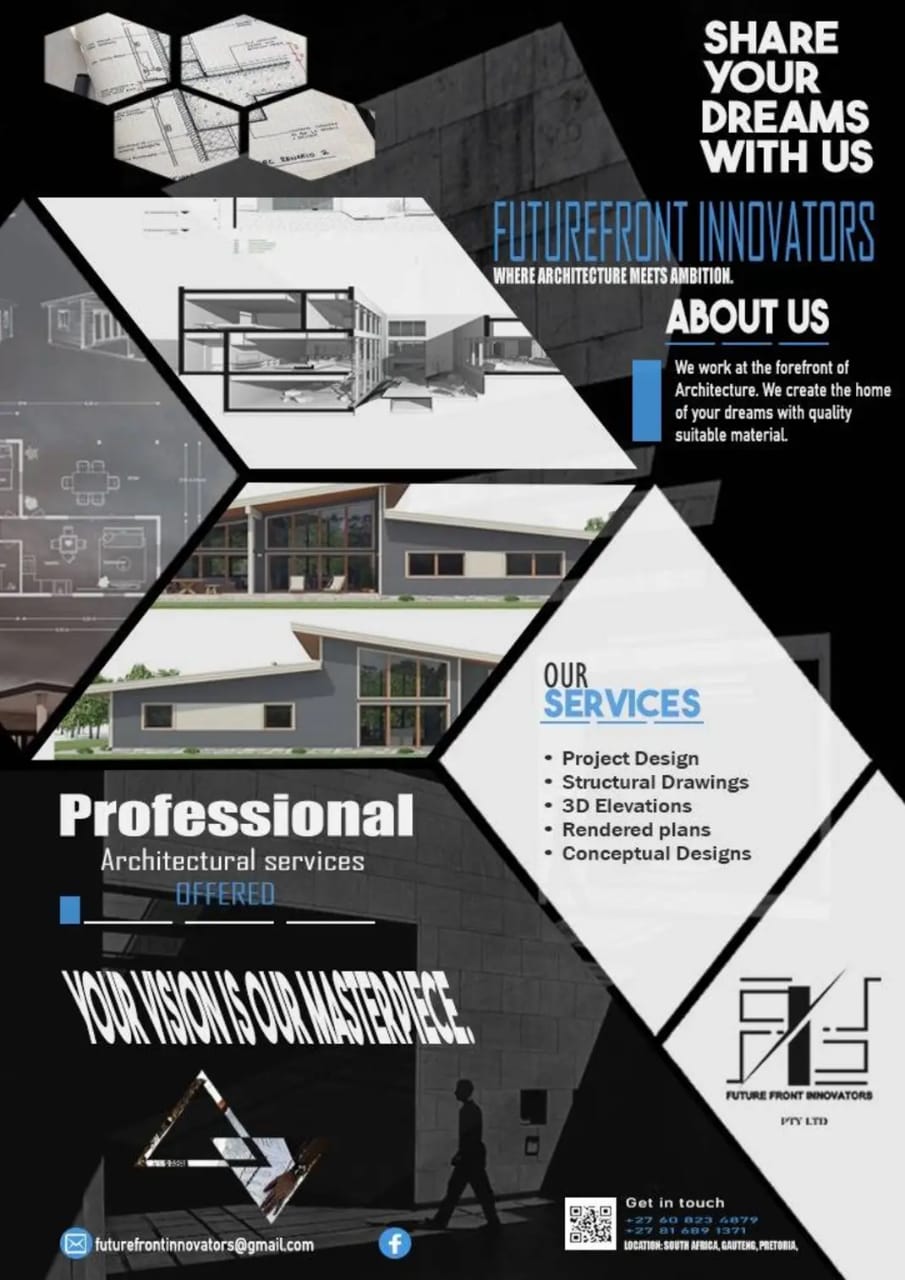 SHARE
YOUR
DREAMS
WITH US
FUTUREFRONT INNOVATORS
WHERE ARCHITECTURE MEETS AMBITION.
ABOUT US
We work at the forefront of
Architecture. We create the home
of your dreams with quality
suitable material.
OUR
SERVICES
• Project Design
• Structural Drawings
• 3D Elevations
• Rendered plans
• Conceptual Designs
Professional
Architectural services
OFFERED
YOUR VISION IS OUR MASTERPIECE.
FUTURE FRONT INNOVATORS
PTY LTD
Get in touch
+27 60 823 4879
+27 81 689 1371
LOCATION: SOUTH AFRICA, GAUTENG, PRETORIA,
futurefrontinnovators@gmail.com